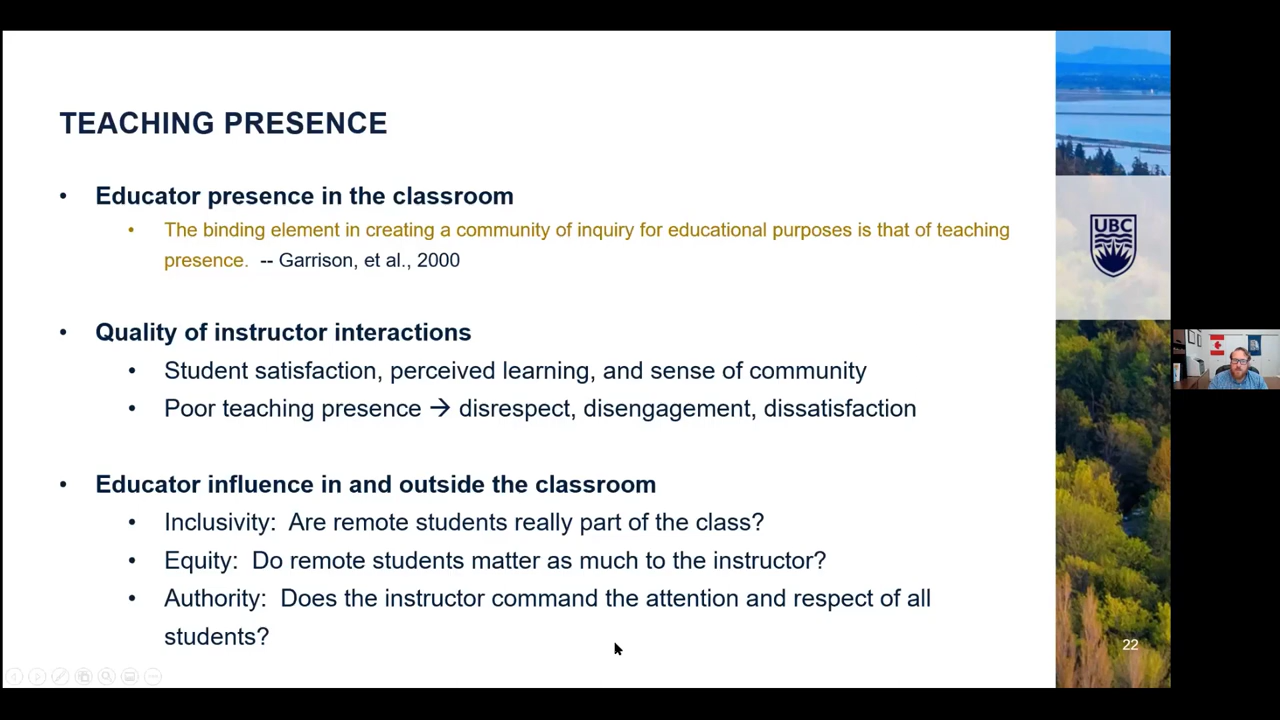 TEACHING PRESENCE
• Educator presence in the classroom
• The binding element in creating a community of inquiry for educational purposes is that of teaching
presence. -- Garrison, et al., 2000
• Quality of instructor interactions
• Student satisfaction, perceived learning, and sense of community
• Poor teaching presence → disrespect, disengagement, dissatisfaction
• Educator influence in and outside the classroom
• Inclusivity: Are remote students really part of the class?
• Equity: Do remote students matter as much to the instructor?
• Authority: Does the instructor command the attention and respect of all
students?
UBC
22